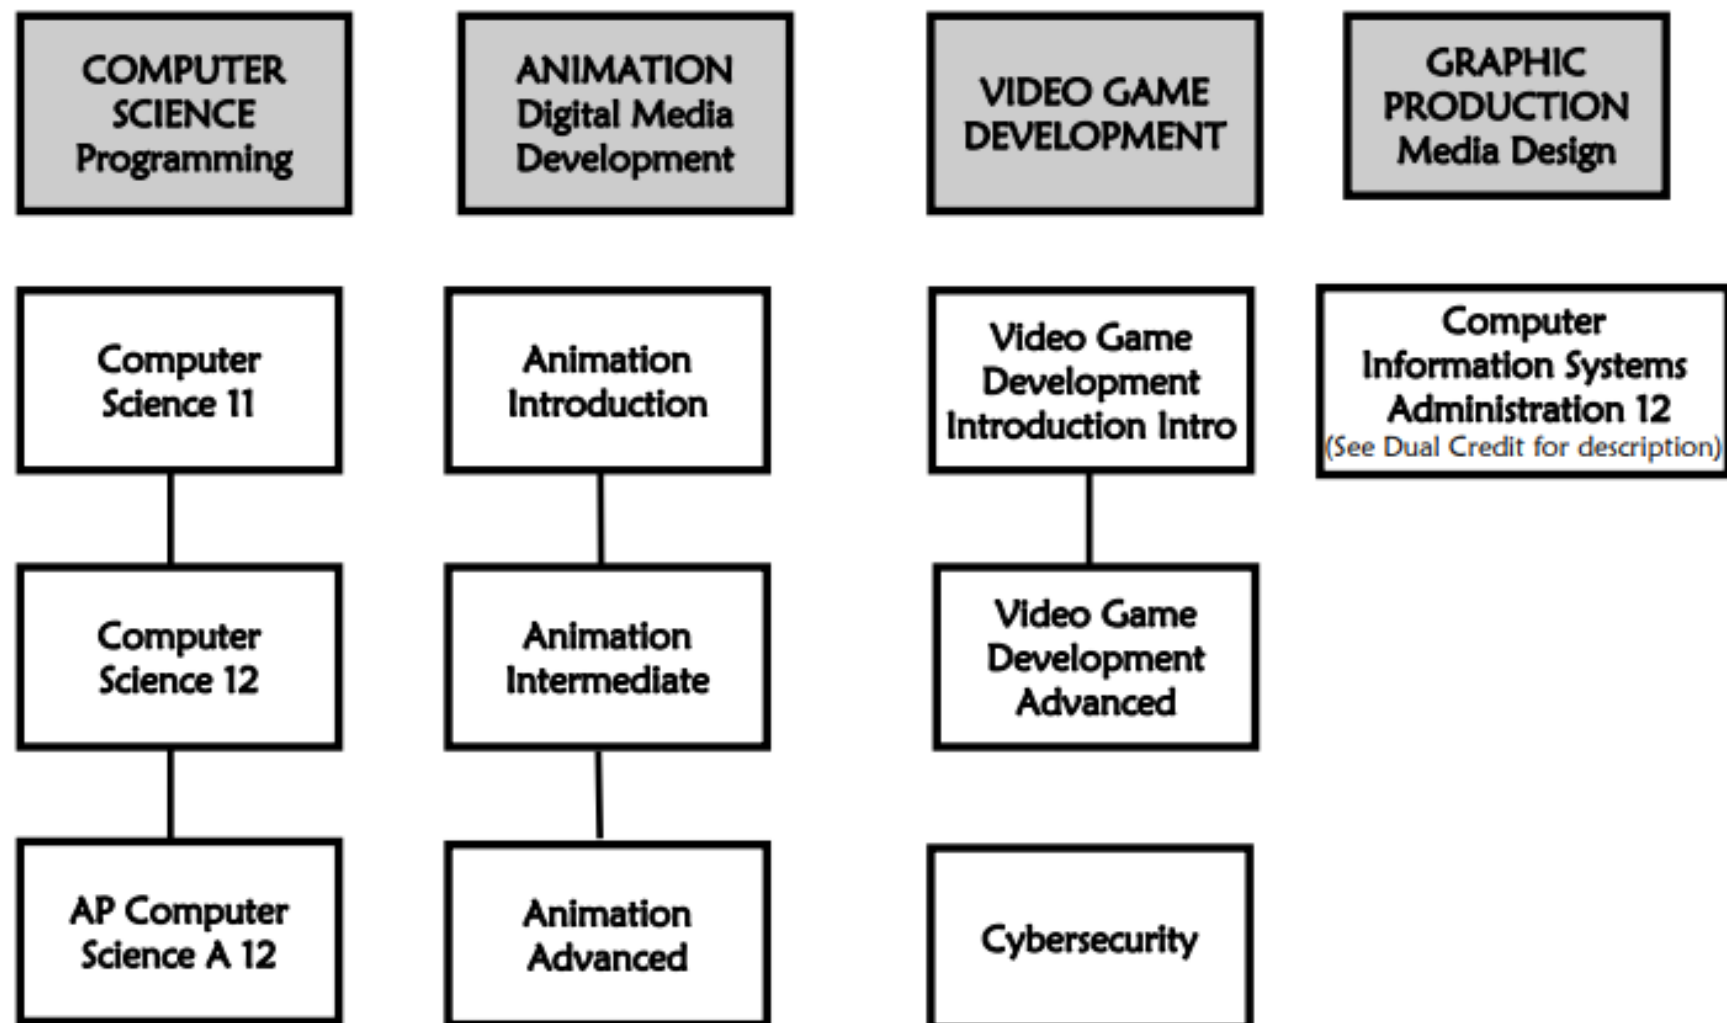 COMPUTER
SCIENCE
Programming
ANIMATION
Digital Media
Development
VIDEO GAME
DEVELOPMENT
GRAPHIC
PRODUCTION
Media Design
Computer
Science 11
Animation
Introduction
Video Game
Development
Introduction Intro
Computer
Information Systems
Administration 12
(See Dual Credit for description)
Computer
Science 12
Animation
Intermediate
Video Game
Development
Advanced
AP Computer
Science A 12
Animation
Advanced
Cybersecurity